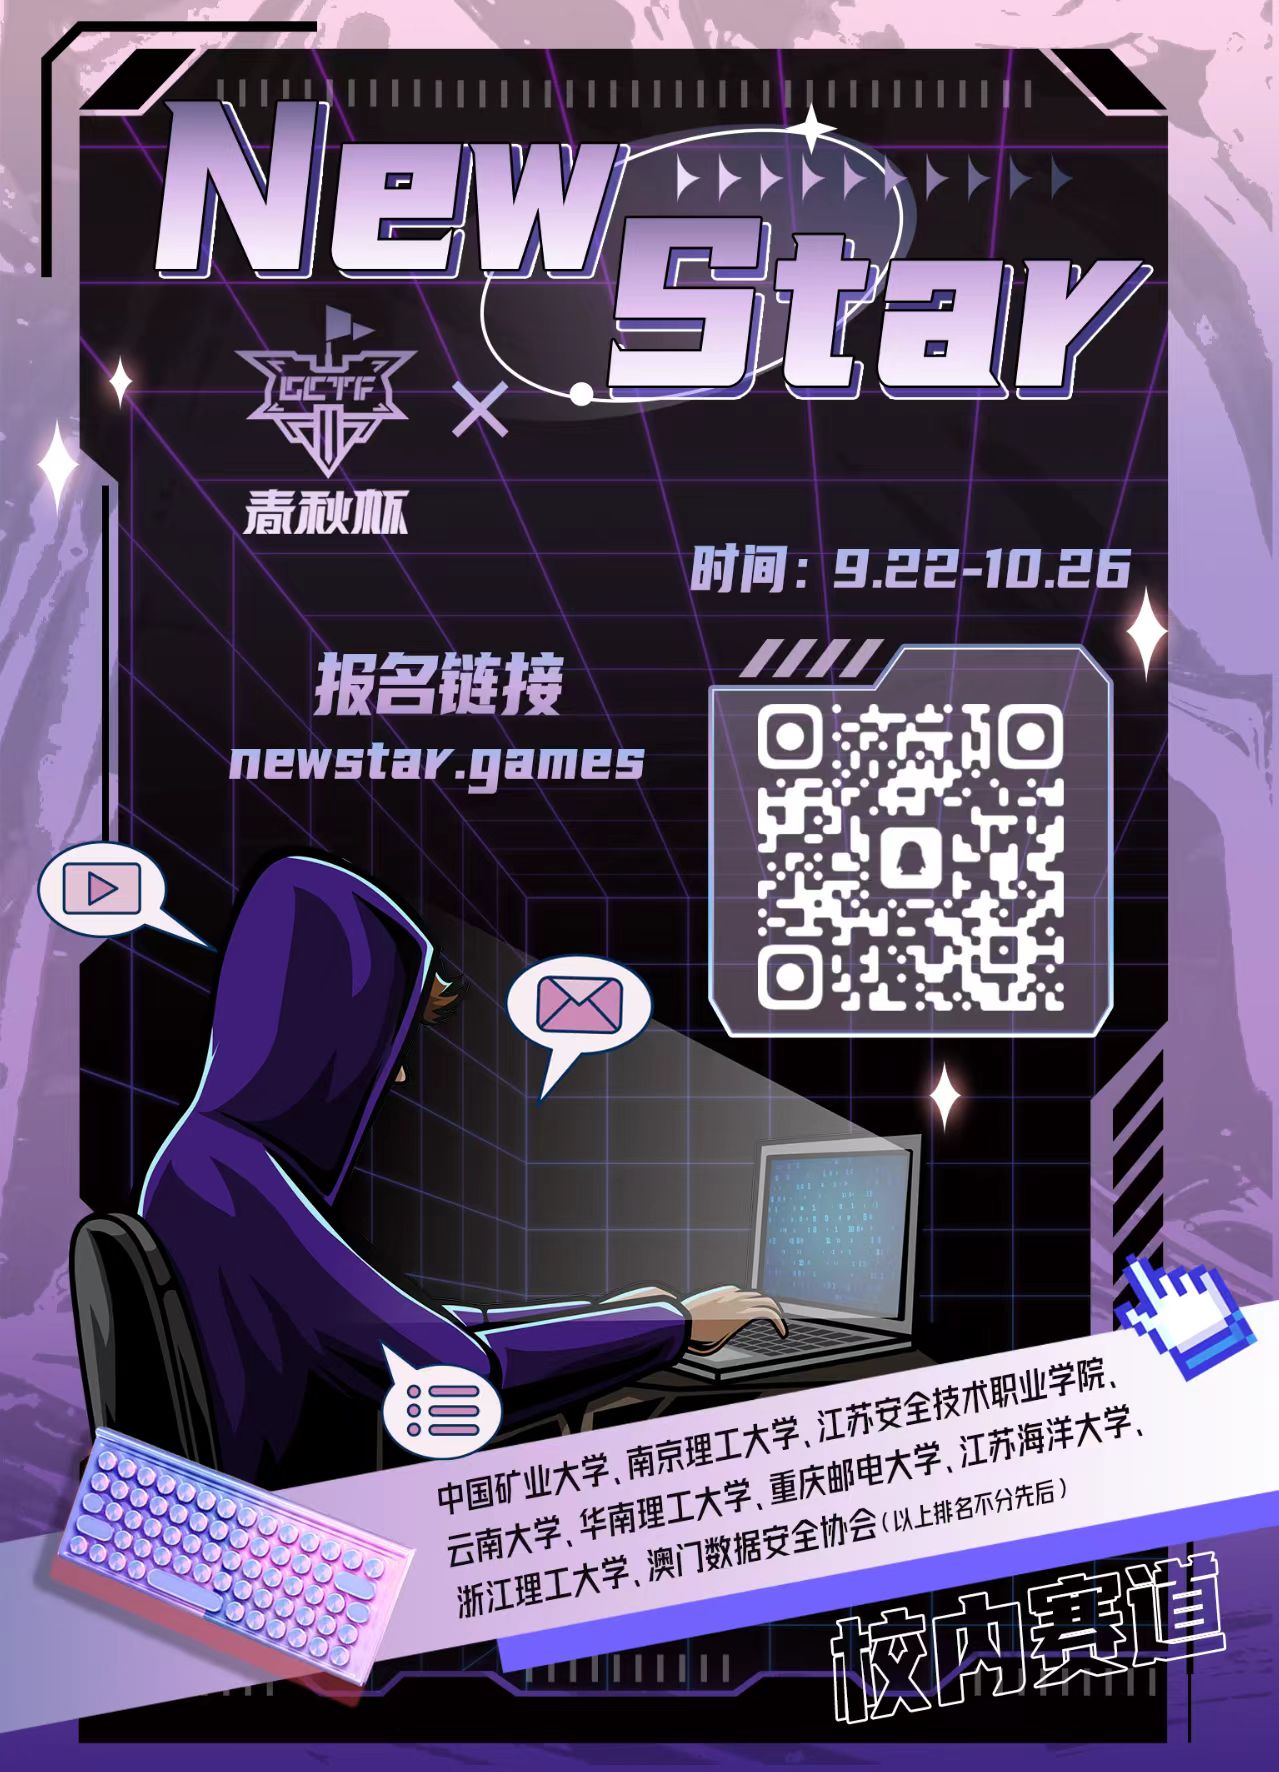 New
Star
GCTF
×
春秋杯
时间：9.22-10.26
报名链接
newstar.games
中国矿业大学、南京理工大学、江苏安全技术职业学院、
云南大学、华南理工大学、重庆邮电大学、江苏海洋大学、
浙江理工大学、澳门数据安全协会（以上排名不分先后）
校内赛道